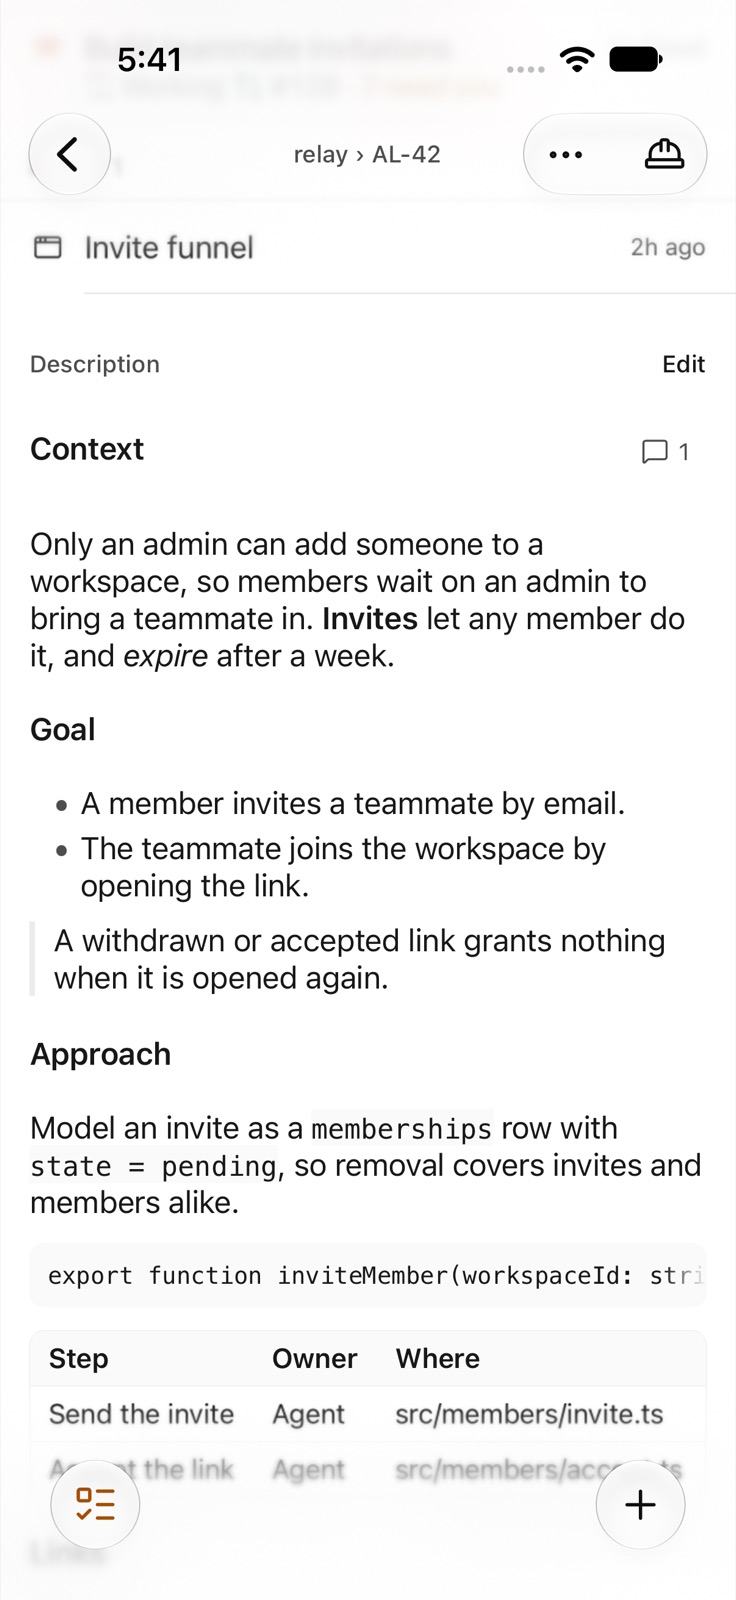 5:41
relay › AL-42
Invite funnel 2h ago
Description Edit
Context 1
Only an admin can add someone to a
workspace, so members wait on an admin to
bring a teammate in. Invites let any member do
it, and expire after a week.
Goal
• A member invites a teammate by email.
• The teammate joins the workspace by
opening the link.
A withdrawn or accepted link grants nothing
when it is opened again.
Approach
Model an invite as a memberships row with
state = pending, so removal covers invites and
members alike.
export function inviteMember(workspaceId: stri
Step Owner Where
Send the invite Agent src/members/invite.ts
the link Agent
Links